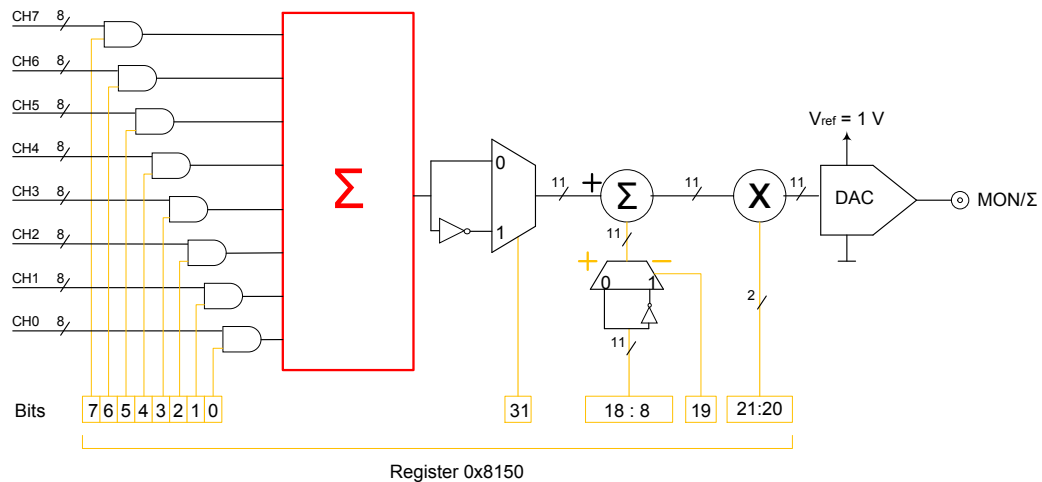 CH7 8
CH6 8
CH5 8
CH4 8
CH3 8
CH2 8
CH1 8
CH0 8
Σ
0
1
11
+
Σ
11
X
11
Vref = 1 V
DAC
MON/Σ
11
+ −
0 1
11
2
Bits 7 6 5 4 3 2 1 0 31 18 : 8 19 21:20
Register 0x8150